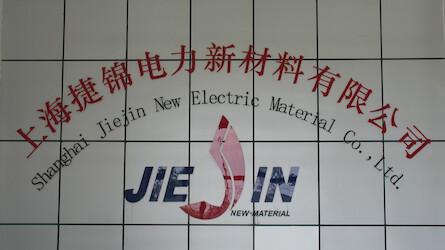 上海捷锦电力新材料有限公司
Shanghai Jiejin New Electric Material Co.,Ltd.
JIEJIN
NEW-MATERIAL